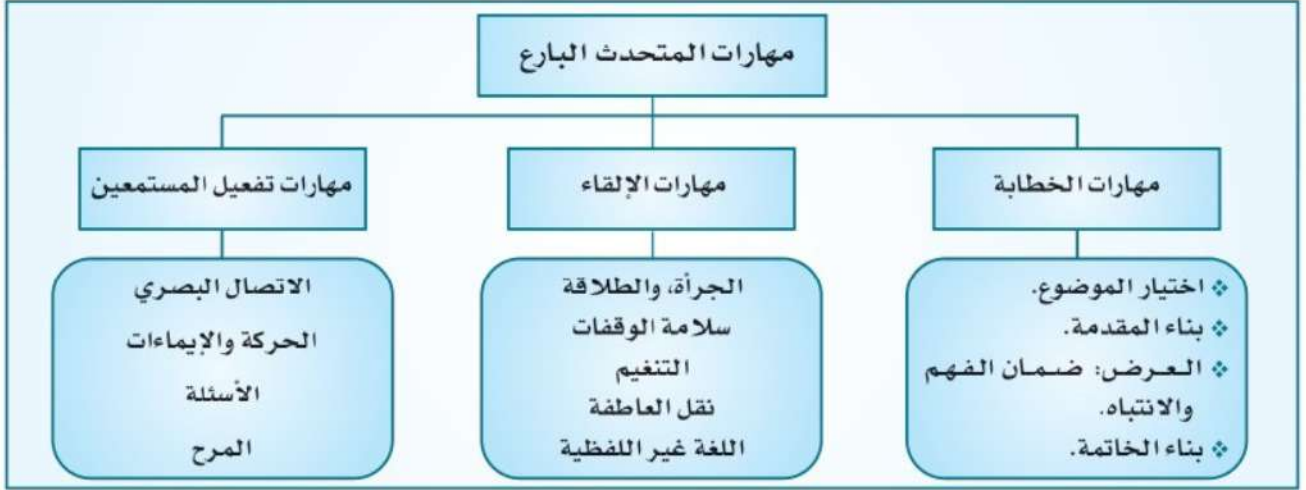 مهارات المتحدث البارع
مهارات الخطابة
مهارات الإلقاء
مهارات تفعيل المستمعين
❖ اختيار الموضوع.
❖ بناء المقدمة.
❖ العرض: ضمان الفهم
والانتباه.
❖ بناء الخاتمة.
الجرأة، والطلاقة
سلامة الوقفات
التنغيم
نقل العاطفة
اللغة غير اللفظية
الاتصال البصري
الحركة والإيماءات
الأسئلة
المرح